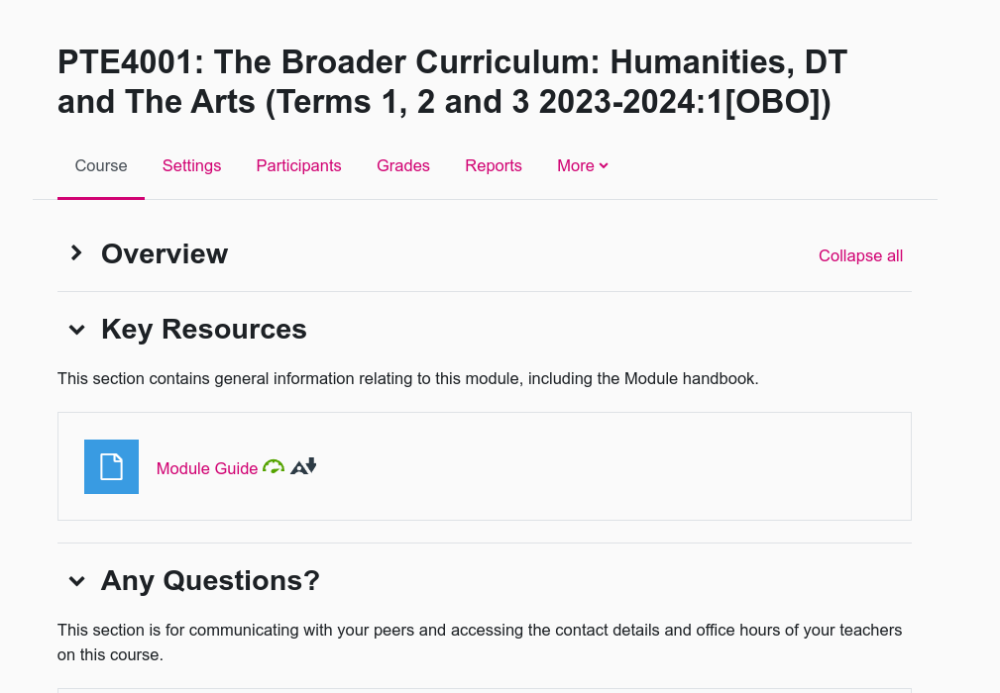 PTE4001: The Broader Curriculum: Humanities, DT
and The Arts (Terms 1, 2 and 3 2023-2024:1[OBO])
Course Settings Participants Grades Reports More
Overview Collapse all
Key Resources
This section contains general information relating to this module, including the Module handbook.
Module Guide
Any Questions?
This section is for communicating with your peers and accessing the contact details and office hours of your teachers
on this course.